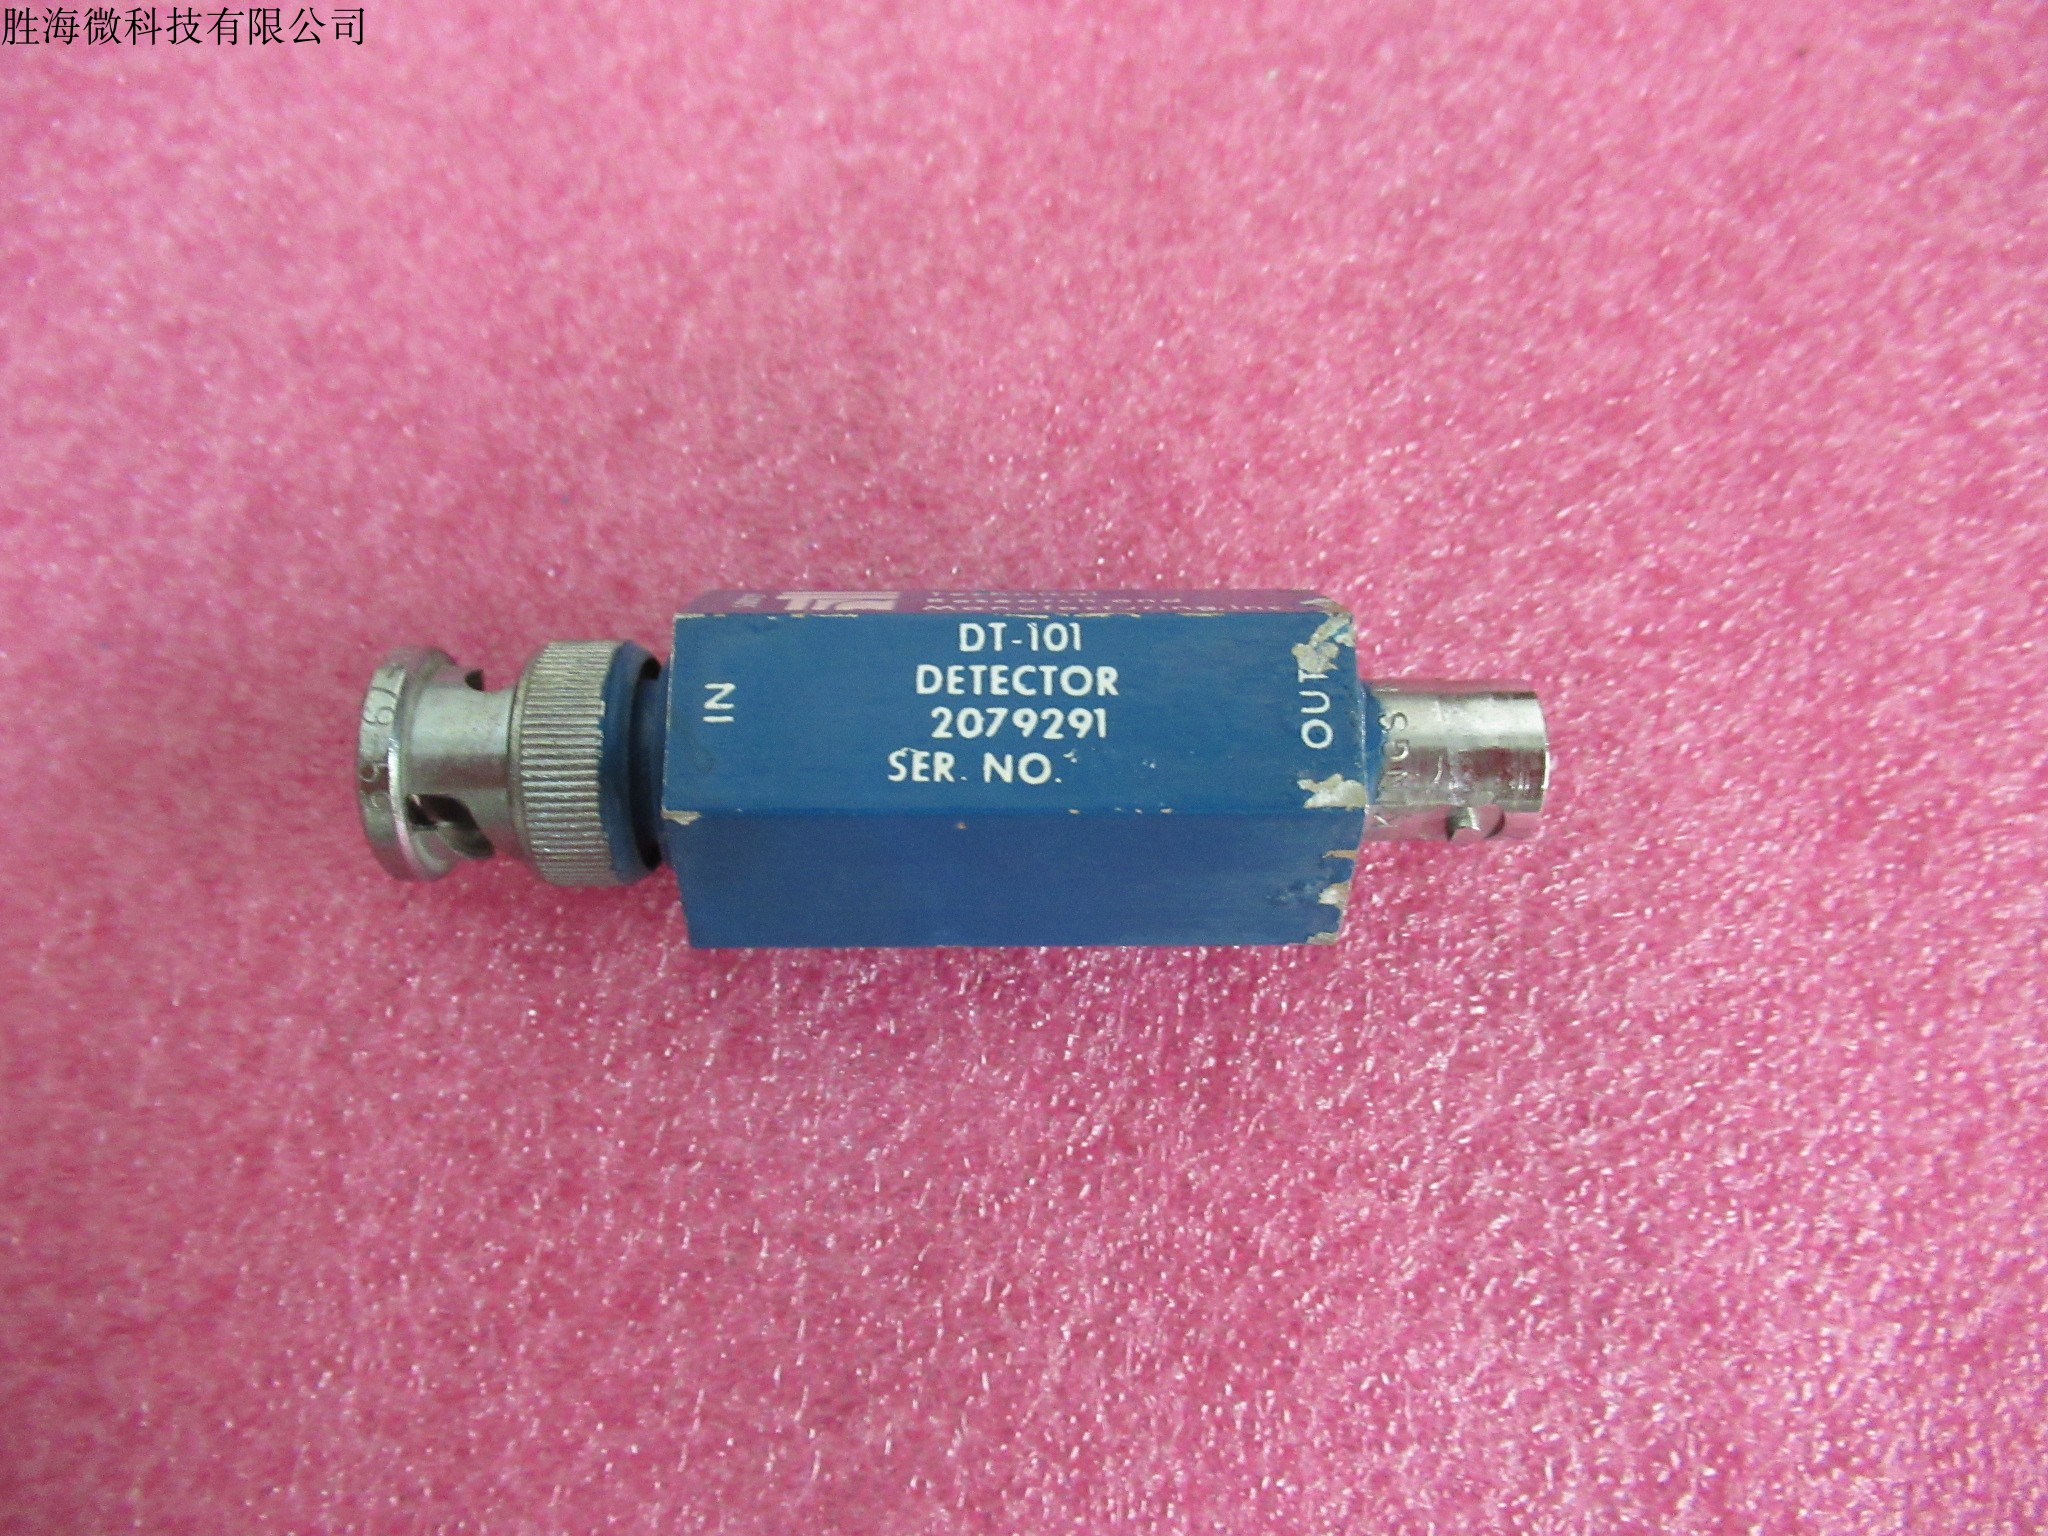 胜海微科技有限公司
DT-101
DETECTOR
2079291
SER. NO.
IN
OUT